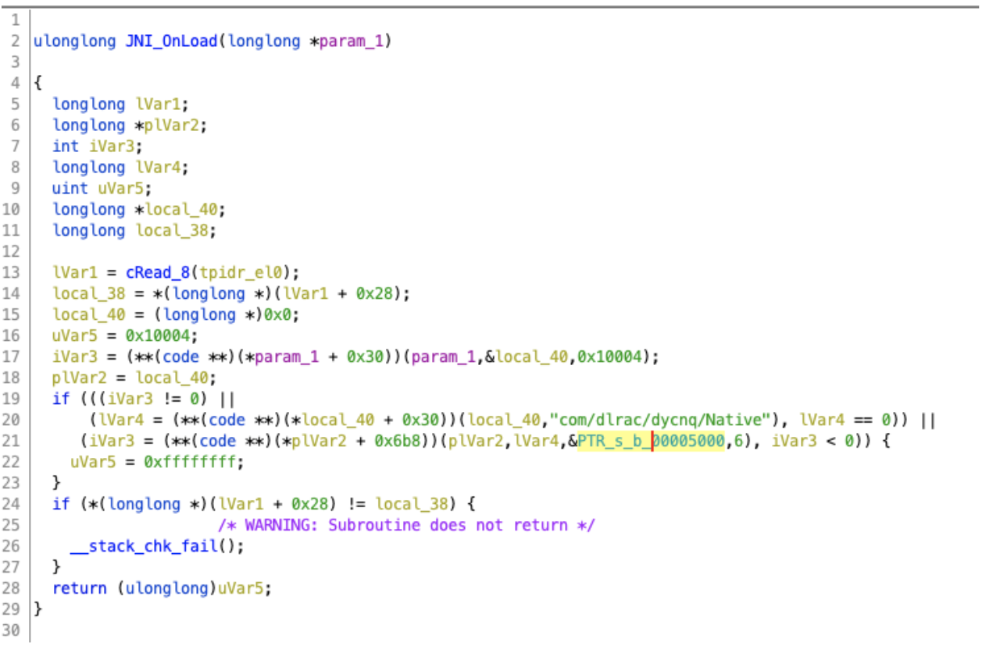 1
2 ulonglong JNI_OnLoad(longlong *param_1)
3
4 {
5   longlong lVar1;
6   longlong *plVar2;
7   int iVar3;
8   longlong lVar4;
9   uint uVar5;
10   longlong *local_40;
11   longlong local_38;
12
13   lVar1 = cRead_8(tpidr_el0);
14   local_38 = *(longlong *)(lVar1 + 0x28);
15   local_40 = (longlong *)0x0;
16   uVar5 = 0x10004;
17   iVar3 = (**(code **)(*param_1 + 0x30))(param_1,&local_40,0x10004);
18   plVar2 = local_40;
19   if (((iVar3 != 0) ||
20       (lVar4 = (**(code **)(*local_40 + 0x30))(local_40,"com/dlrac/dycnq/Native"), lVar4 == 0)) ||
21      (iVar3 = (**(code **)(*plVar2 + 0x6b8))(plVar2,lVar4,&PTR_s_b_00005000,6), iVar3 < 0)) {
22     uVar5 = 0xffffffff;
23   }
24   if (*(longlong *)(lVar1 + 0x28) != local_38) {
25                     /* WARNING: Subroutine does not return */
26     __stack_chk_fail();
27   }
28   return (ulonglong)uVar5;
29 }
30